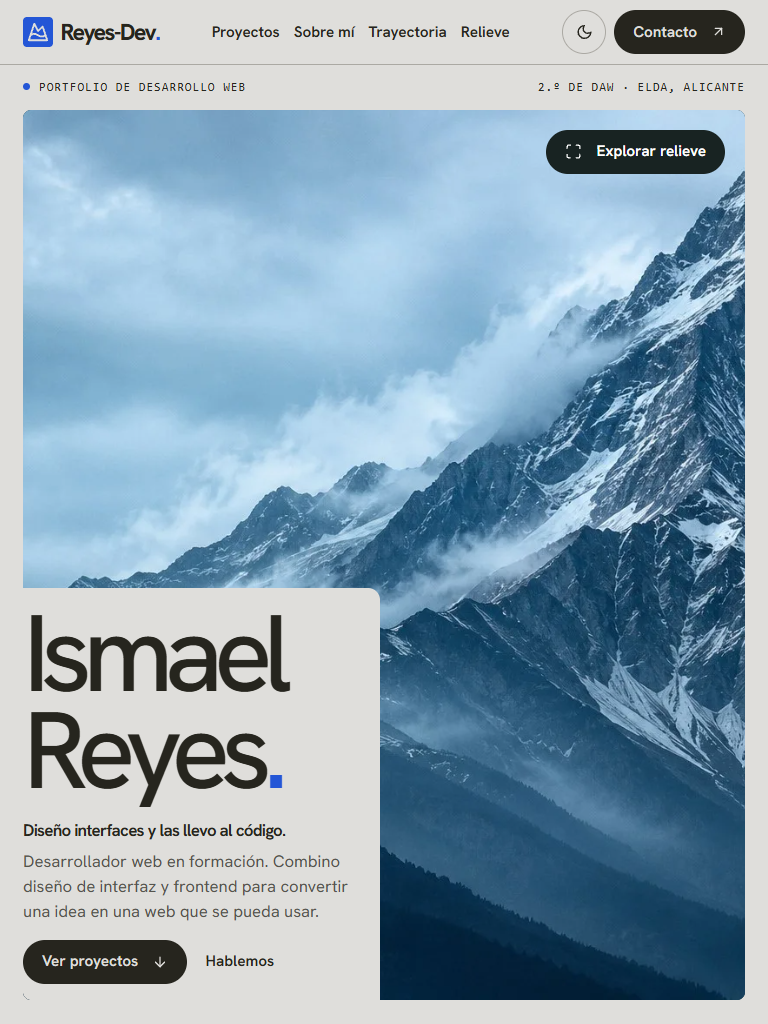 Reyes-Dev.
Proyectos Sobre mí Trayectoria Relieve
Contacto
PORTFOLIO DE DESARROLLO WEB
2.º DE DAW · ELDA, ALICANTE
Explorar relieve
Ismael
Reyes.
Diseño interfaces y las llevo al código.
Desarrollador web en formación. Combino
diseño de interfaz y frontend para convertir
una idea en una web que se pueda usar.
Ver proyectos
Hablemos